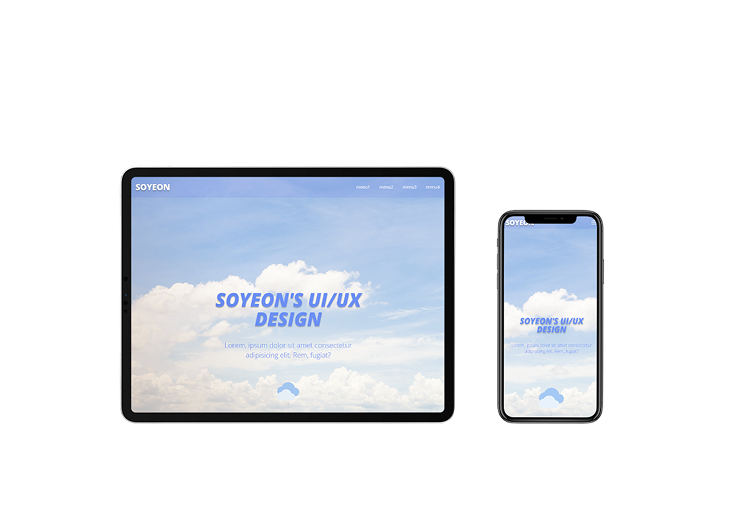 SOYEON
menu1 menu2 menu3 menu4
SOYEON'S UI/UX
DESIGN
Lorem, ipsum dolor sit amet consectetur
adipisicing elit. Rem, fugiat?
SOYEON'S UI/UX
DESIGN
Lorem, ipsum dolor sit amet consectetur
adipisicing elit. Rem, fugiat?